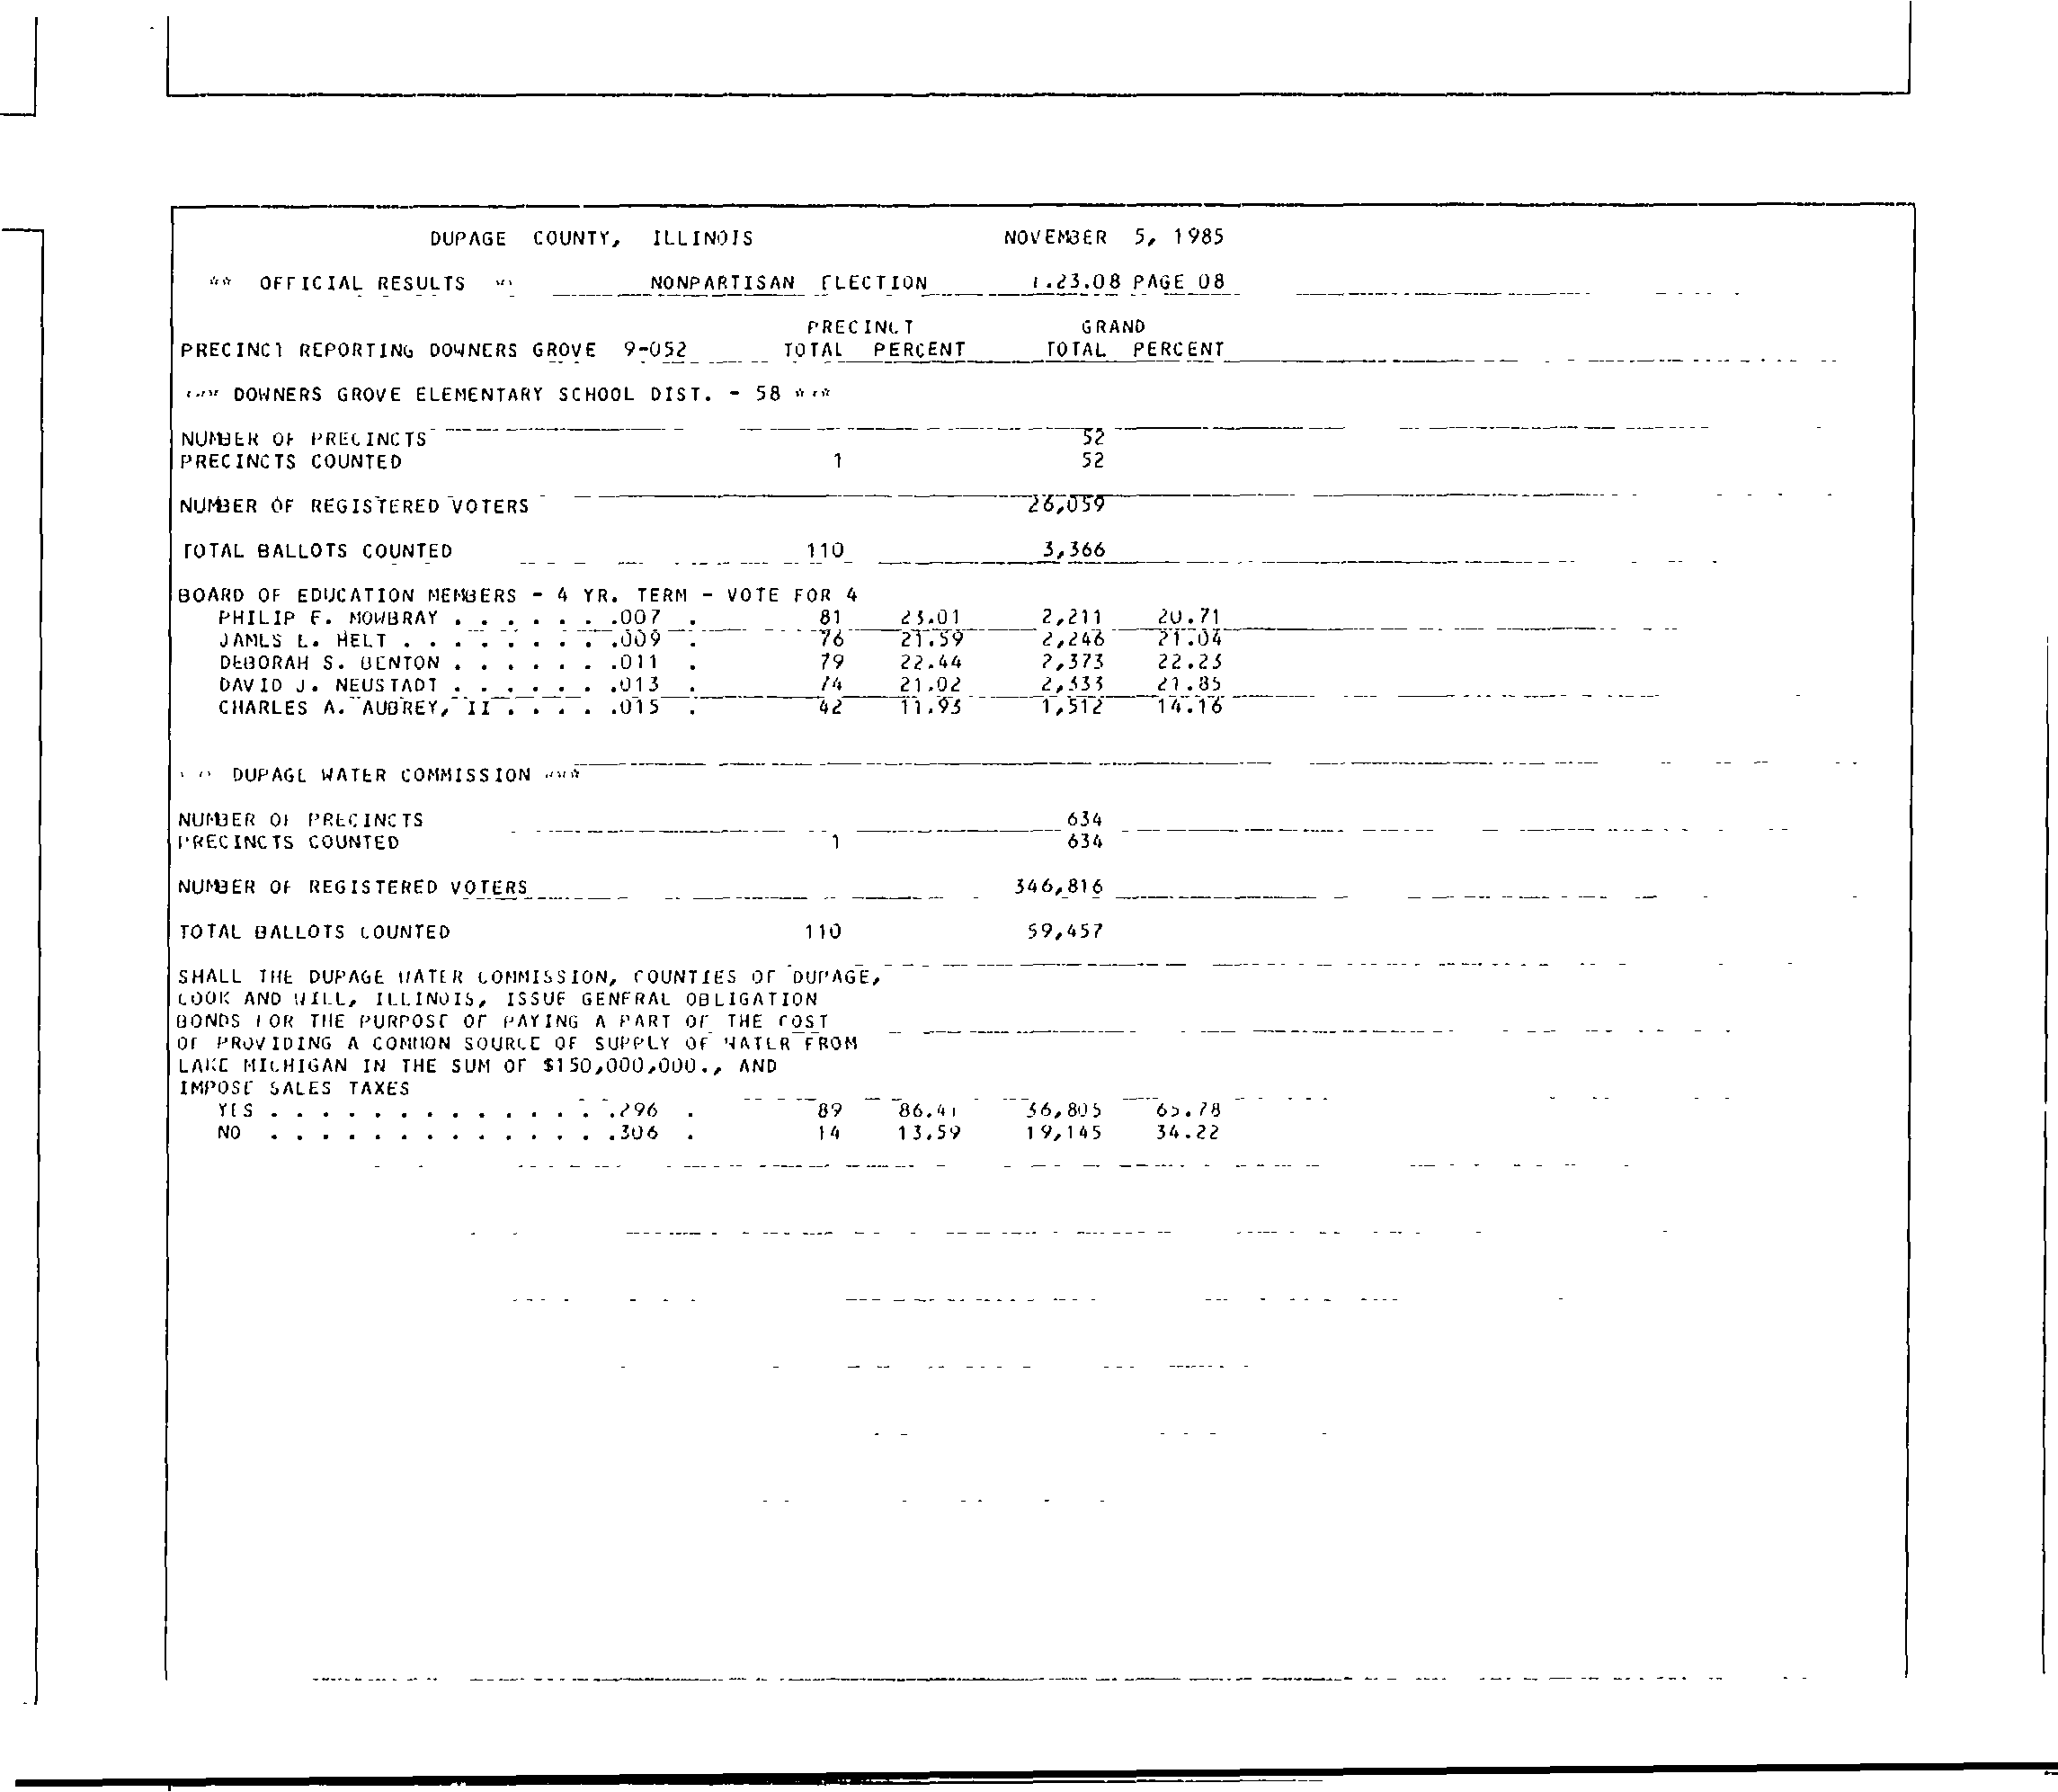 DUPAGE COUNTY, ILLINOIS NOVEMBER 5, 1985
** OFFICIAL RESULTS ** NONPARTISAN ELECTION .23.08 PAGE 08
PRECINCT GRAND
PRECINCT REPORTING DOWNERS GROVE 9-052 TOTAL PERCENT TOTAL PERCENT
*** DOWNERS GROVE ELEMENTARY SCHOOL DIST. - 58 ***
NUMBER OF PRECINCTS 52
PRECINCTS COUNTED 1 52
NUMBER OF REGISTERED VOTERS 26,059
TOTAL BALLOTS COUNTED 110 3,366
BOARD OF EDUCATION MEMBERS - 4 YR. TERM - VOTE FOR 4
PHILIP E. MOWBRAY . . . . . . .007 . 81 23.01 2,211 20.71
JAMES L. HELT . . . . . . . . .009 . 76 21.59 2,246 21.04
DEBORAH S. BENTON . . . . . . .011 . 79 22.44 2,373 22.23
DAVID J. NEUSTADT . . . . . . .013 . 74 21.02 2,333 21.85
CHARLES A. AUBREY, II . . . . .015 . 42 11.93 1,512 14.16
*** DUPAGE WATER COMMISSION ***
NUMBER OF PRECINCTS 634
PRECINCTS COUNTED 1 634
NUMBER OF REGISTERED VOTERS 346,816
TOTAL BALLOTS COUNTED 110 59,457
SHALL THE DUPAGE WATER COMMISSION, COUNTIES OF DUPAGE,
COOK AND WILL, ILLINOIS, ISSUE GENERAL OBLIGATION
BONDS FOR THE PURPOSE OF PAYING A PART OF THE COST
OF PROVIDING A COMMON SOURCE OF SUPPLY OF WATER FROM
LAKE MICHIGAN IN THE SUM OF $150,000,000., AND
IMPOSE SALES TAXES
YES . . . . . . . . . . . . . .296 . 89 86.41 36,805 65.78
NO . . . . . . . . . . . . . .306 . 14 13.59 19,145 34.22